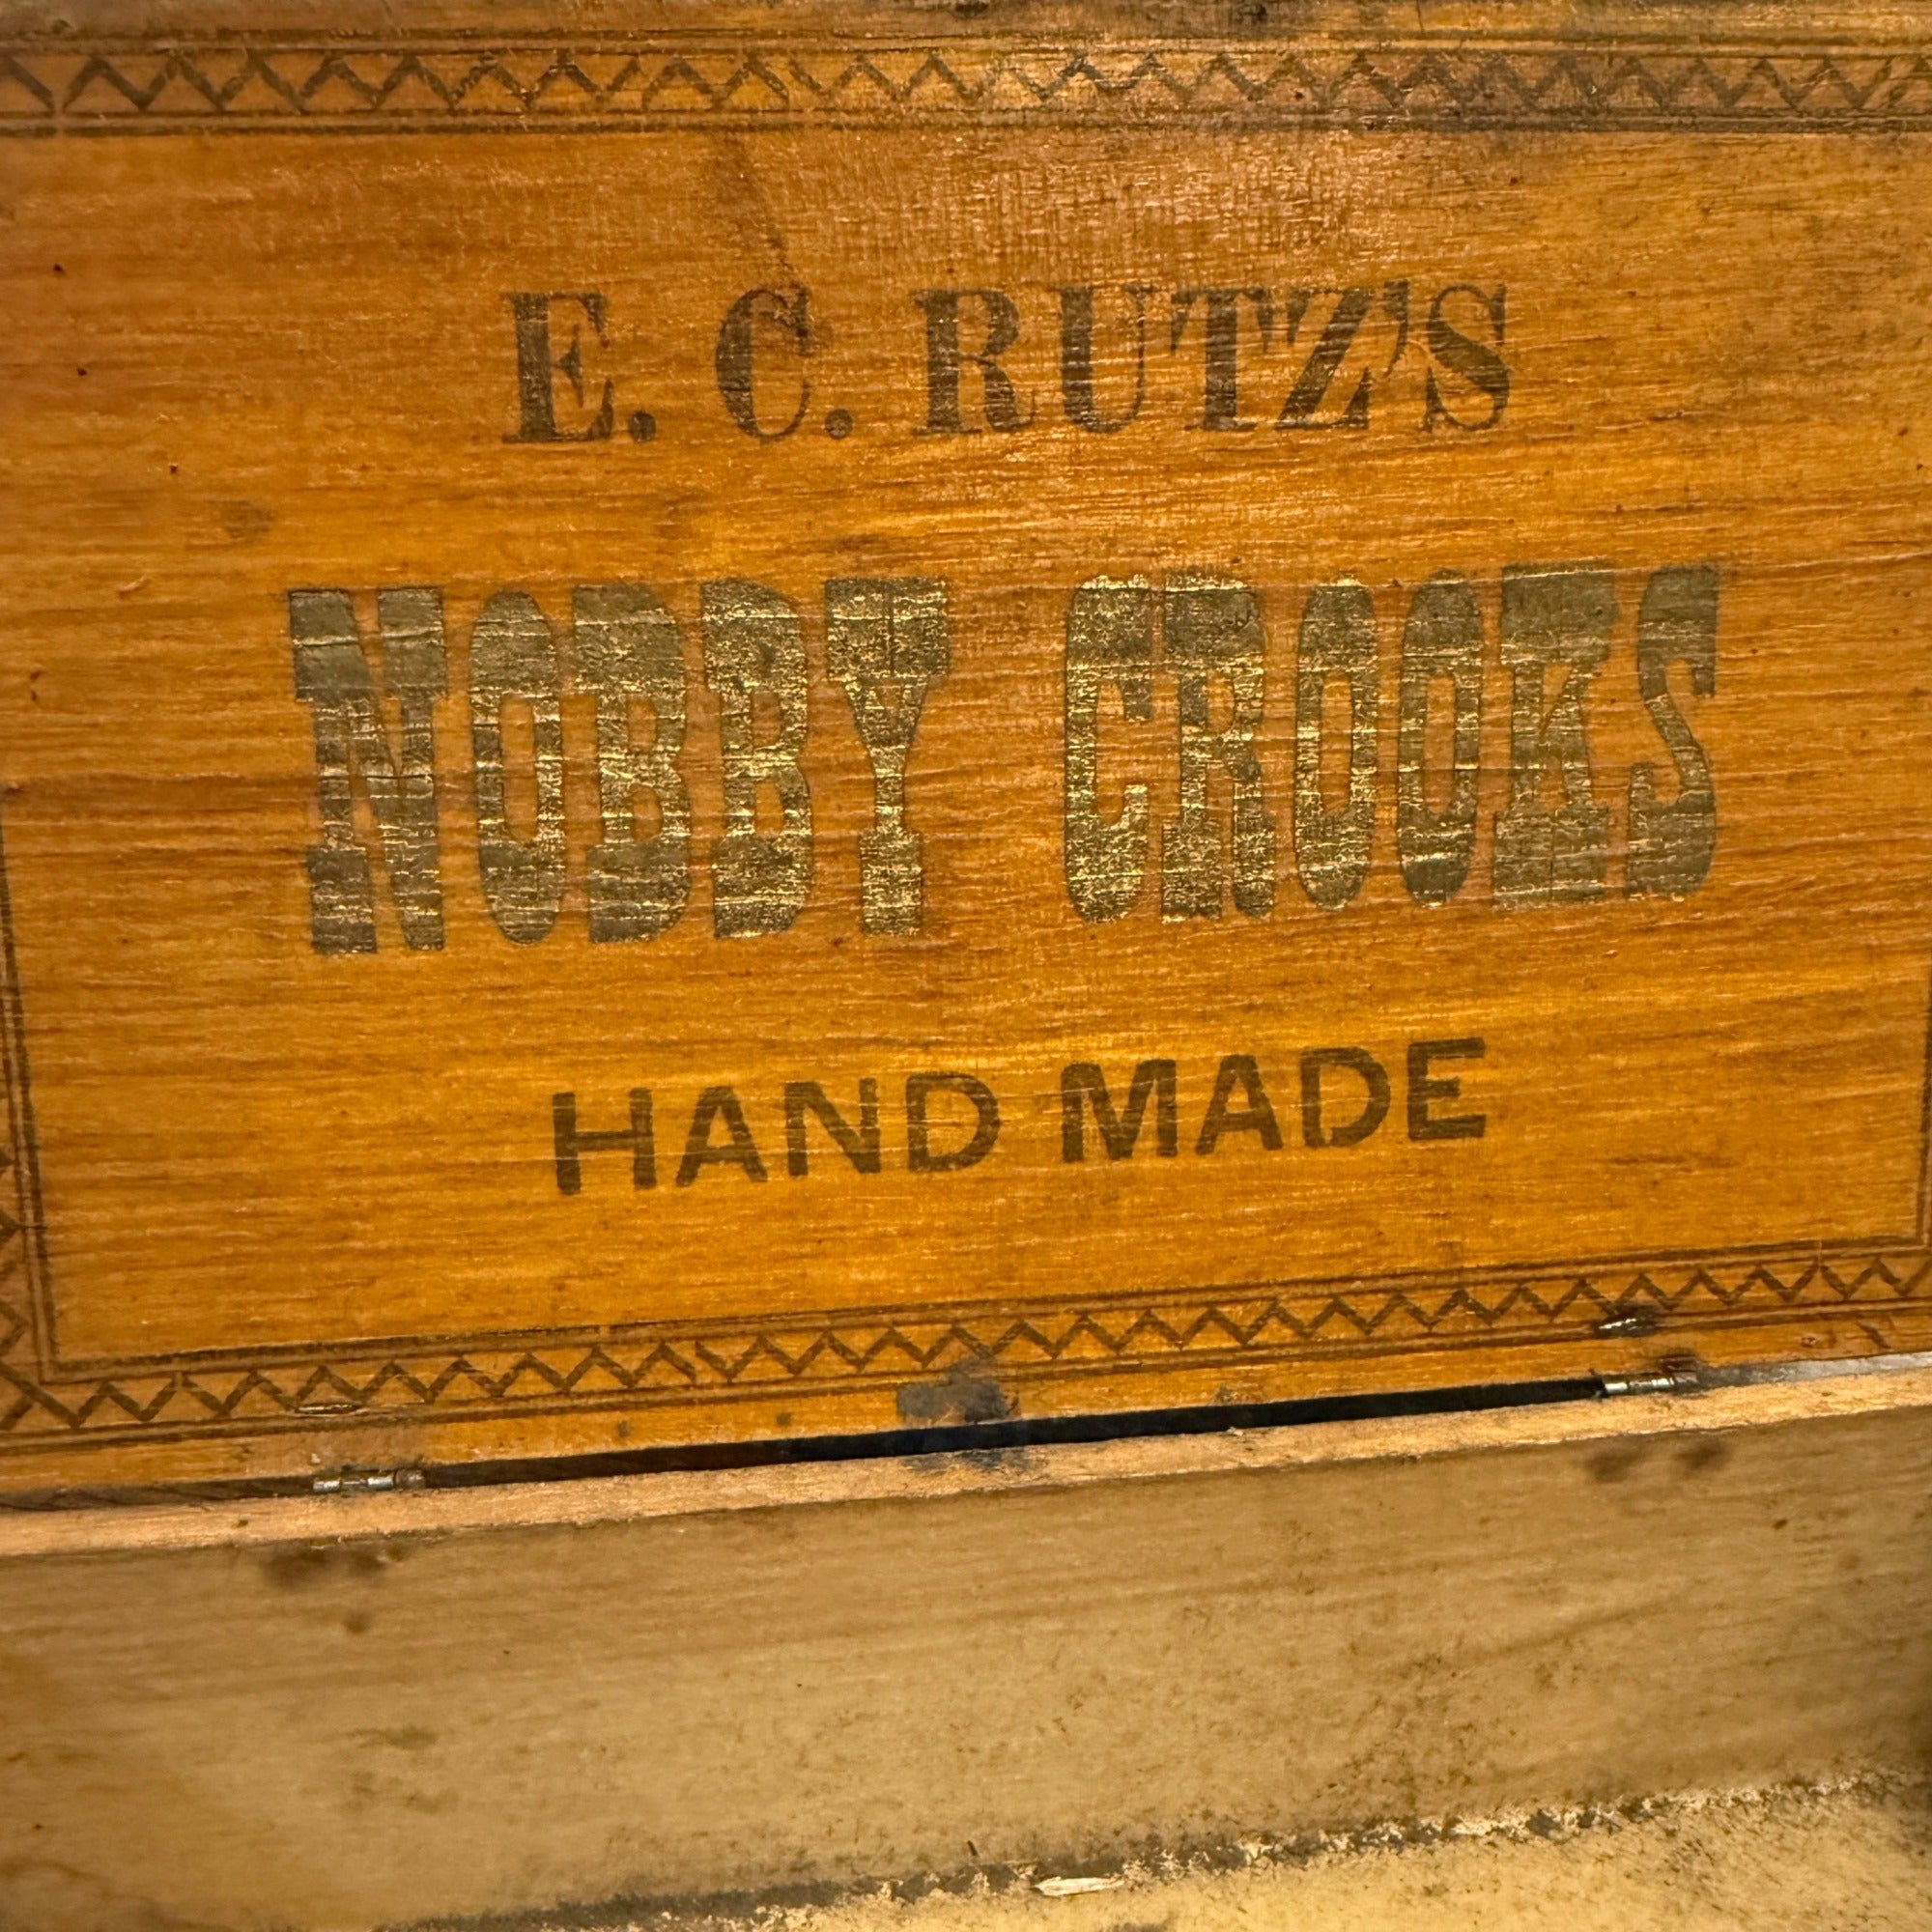 E. C. RUTZ'S
NOBBY CROOKS
HAND MADE